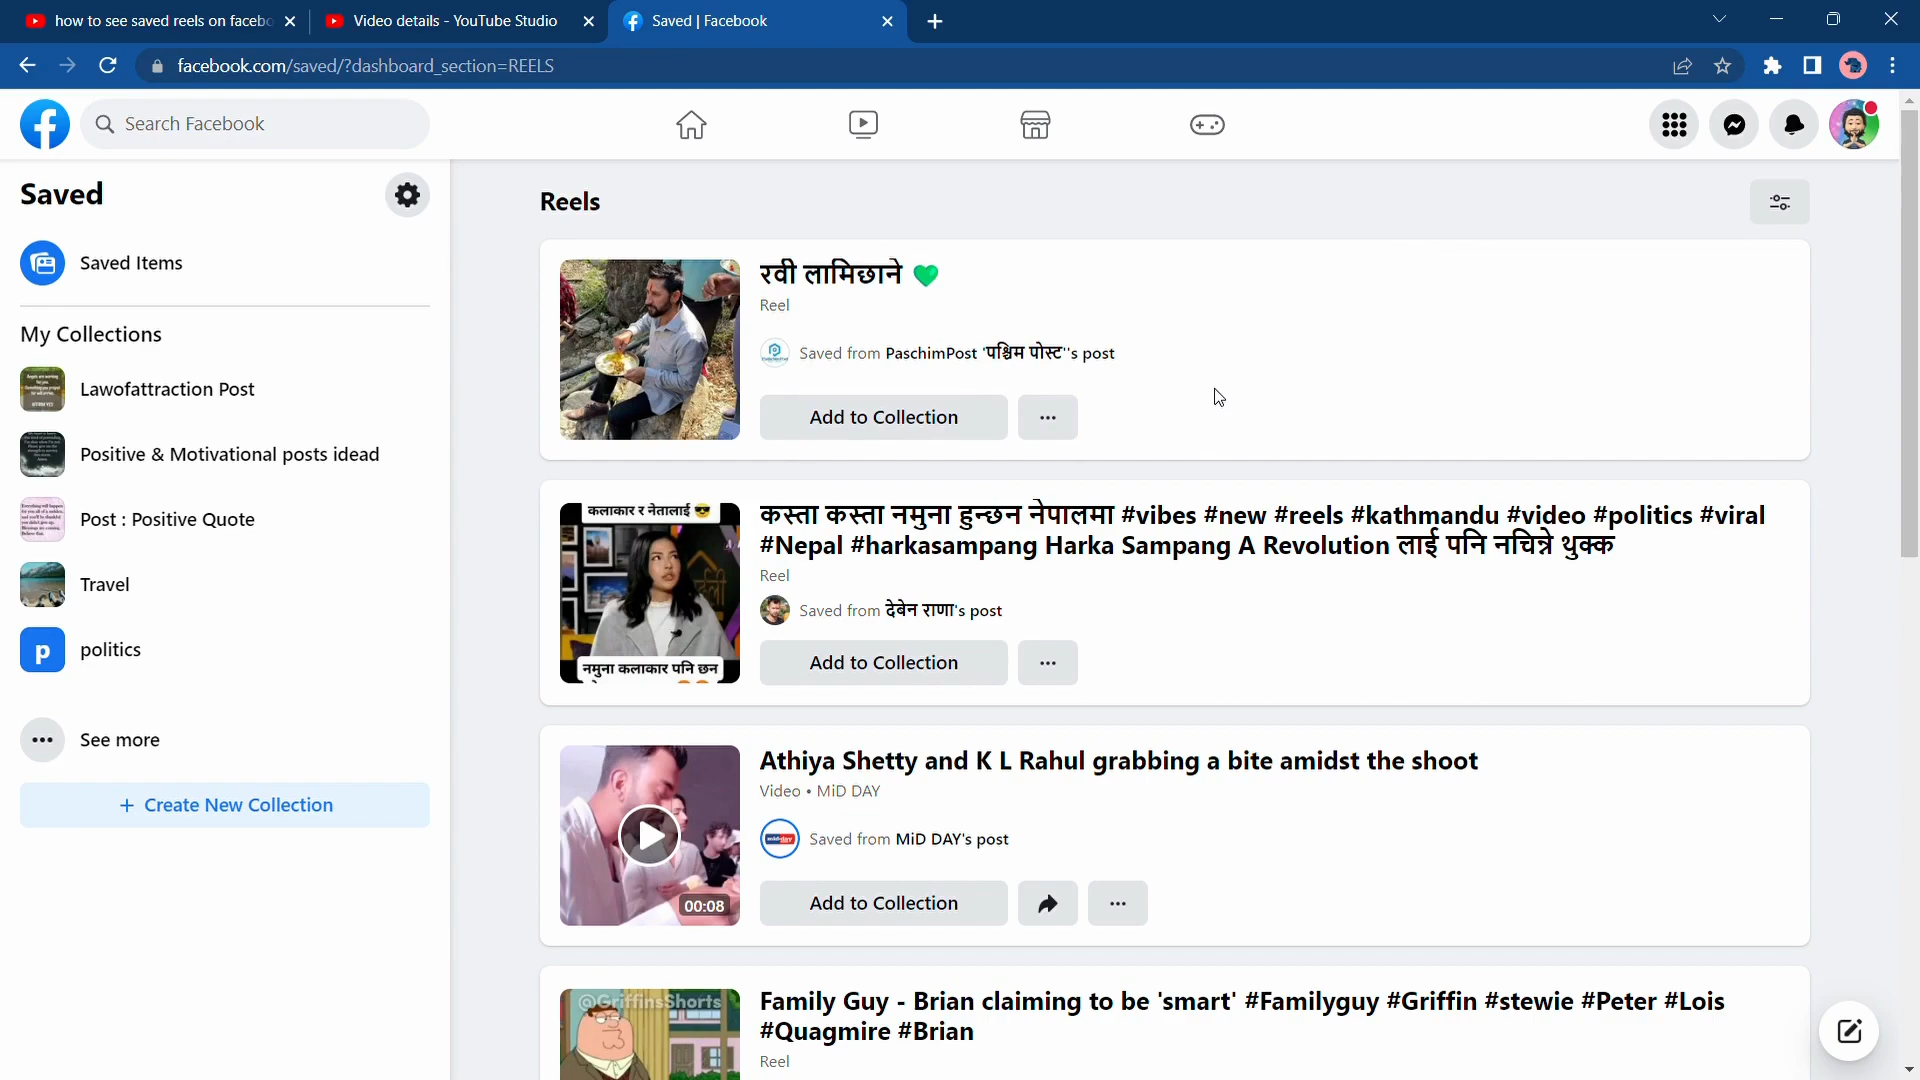 how to see saved reels on facebo
Video details - YouTube Studio
Saved | Facebook
facebook.com/saved/?dashboard_section=REELS
Search Facebook
Saved
Saved Items
My Collections
Lawofattraction Post
Positive & Motivational posts idead
Post : Positive Quote
Travel
p politics
See more
+ Create New Collection
Reels
रवी लामिछाने 💚
Reel
Saved from PaschimPost 'पश्चिम पोस्ट''s post
Add to Collection
कलाकार र नेतालाई 😎
नमुना कलाकार पनि छन
कस्ता कस्ता नमुना हुन्छन नेपालमा #vibes #new #reels #kathmandu #video #politics #viral
#Nepal #harkasampang Harka Sampang A Revolution लाई पनि नचिन्ने थुक्क
Reel
Saved from देबेन राणा's post
Add to Collection
00:08
Athiya Shetty and K L Rahul grabbing a bite amidst the shoot
Video • MiD DAY
Saved from MiD DAY's post
Add to Collection
@GriffinsShorts
Family Guy - Brian claiming to be 'smart' #Familyguy #Griffin #stewie #Peter #Lois
#Quagmire #Brian
Reel